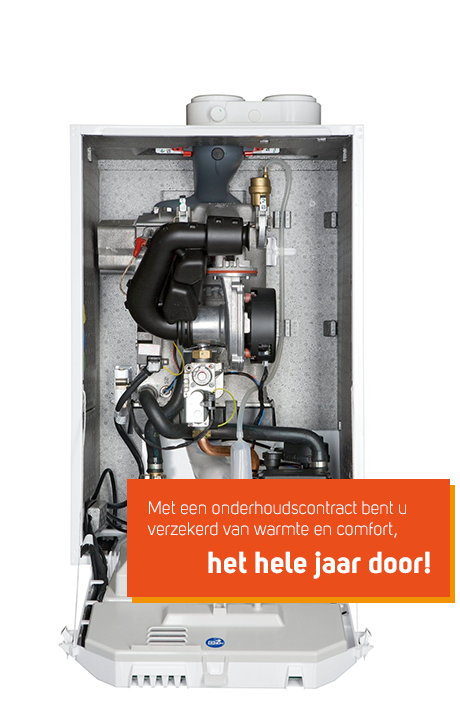 Met een onderhoudscontract bent u
verzekerd van warmte en comfort,
het hele jaar door!